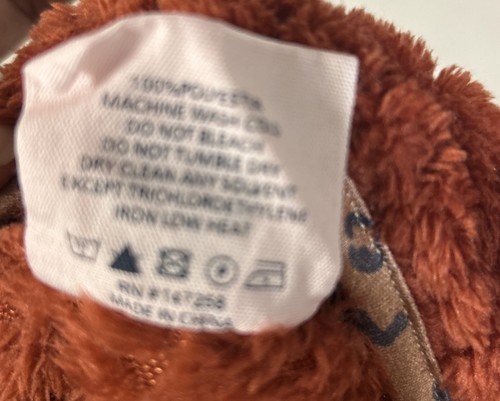 100%POLYESTER
MACHINE WASH COLD
DO NOT BLEACH
DO NOT TUMBLE DRY
DRY CLEAN ANY SOLVENT
EXCEPT TRICHLOROETHYLENE
IRON LOW HEAT
RN #147258
MADE IN CHINA